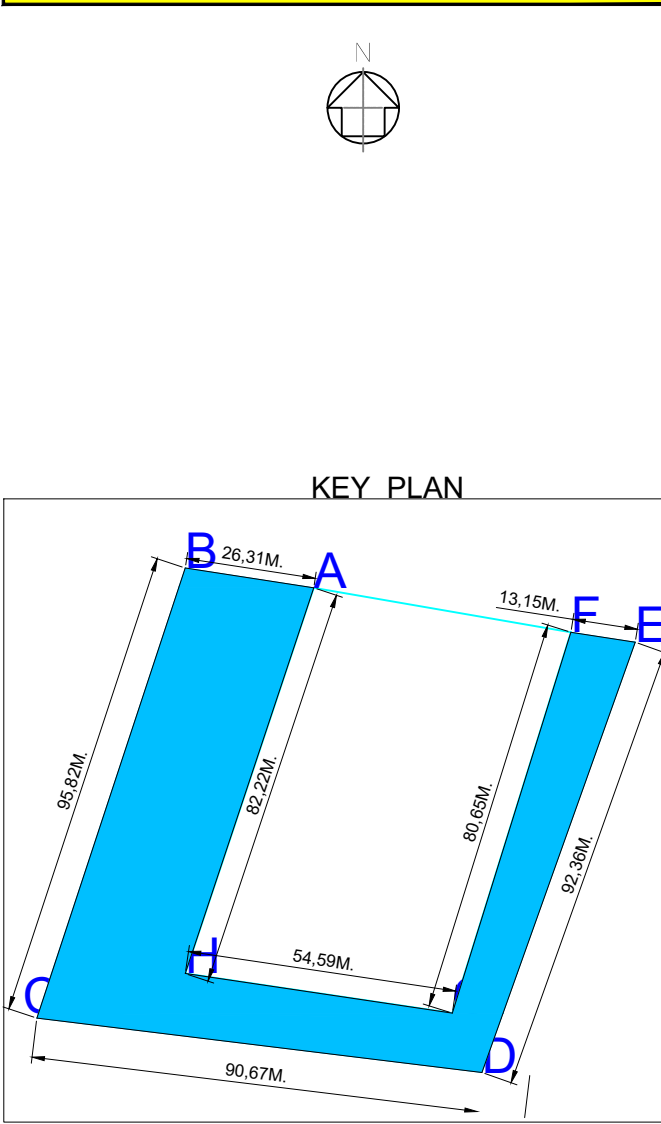 N
KEY PLAN
B
26,31M.
A
13,15M.
F
E
95,82M.
82,22M.
80,65M.
92,36M.
H
54,59M.
C
D
90,67M.